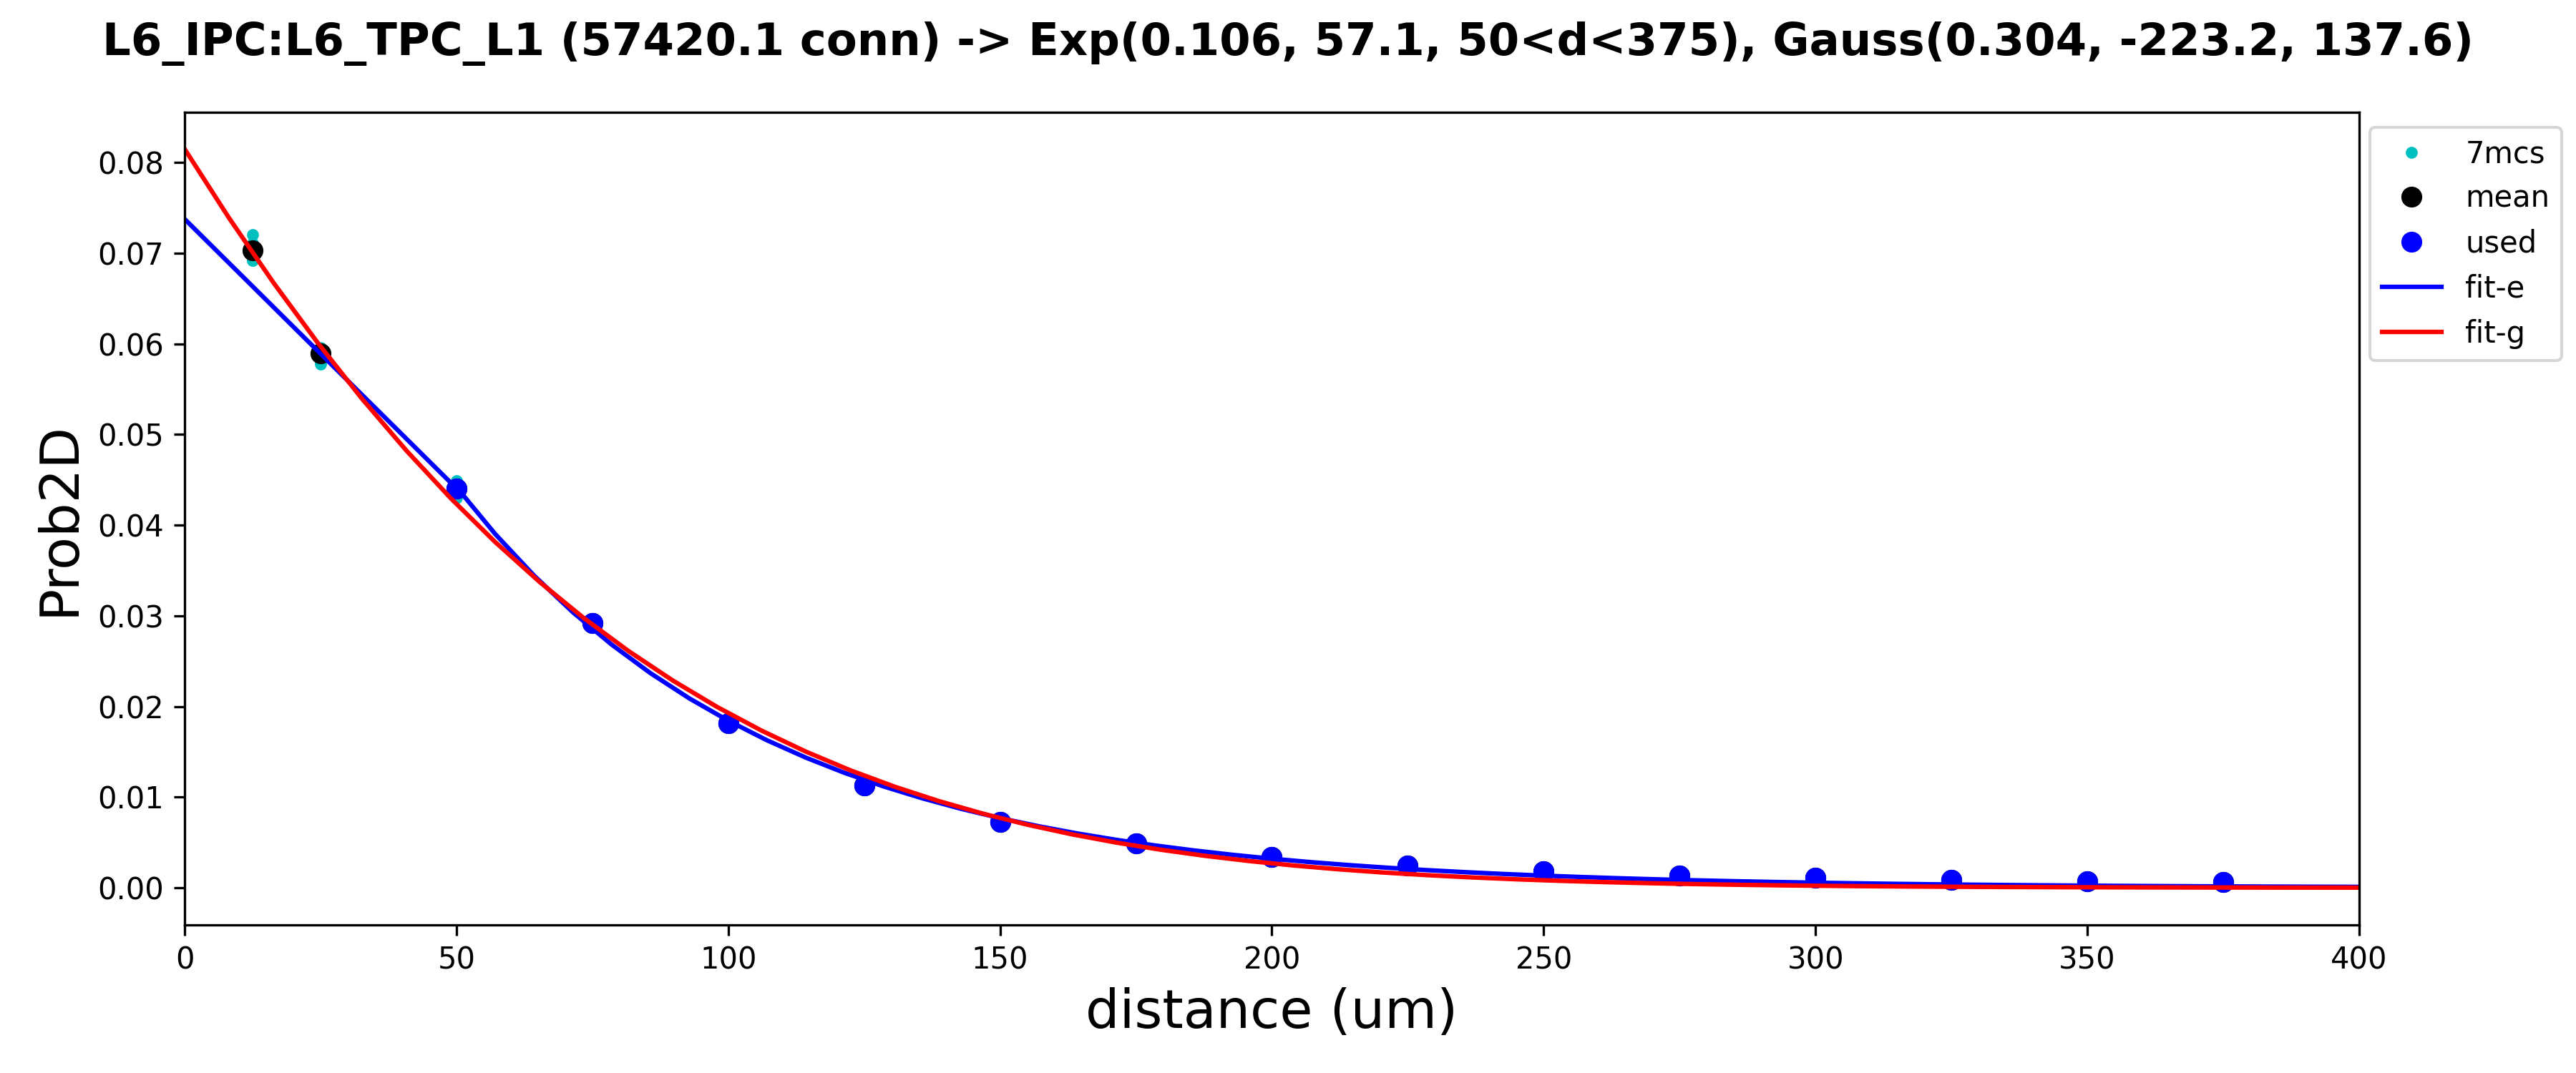 L6_IPC:L6_TPC_L1 (57420.1 conn) -> Exp(0.106, 57.1, 50<d<375), Gauss(0.304, -223.2, 137.6)
7mcs
mean
used
fit-e
fit-g
Prob2D
0.08
0.07
0.06
0.05
0.04
0.03
0.02
0.01
0.00
0 50 100 150 200 250 300 350 400
distance (um)